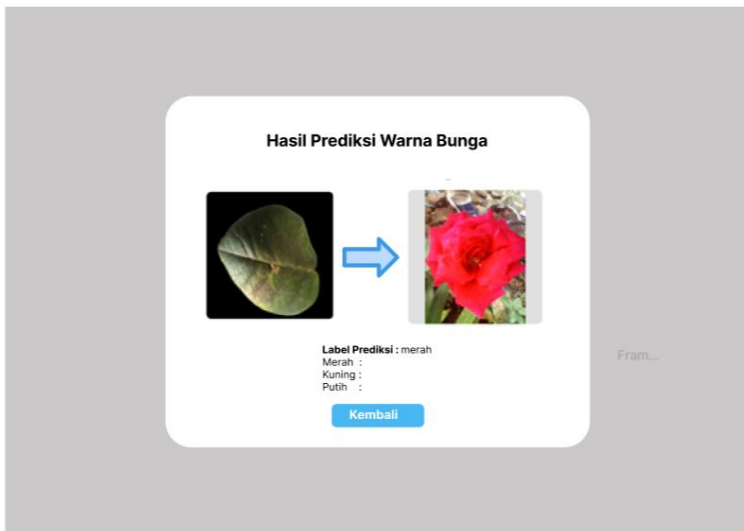 Hasil Prediksi Warna Bunga
Label Prediksi : merah
Merah :
Kuning :
Putih :
Kembali
Fram...